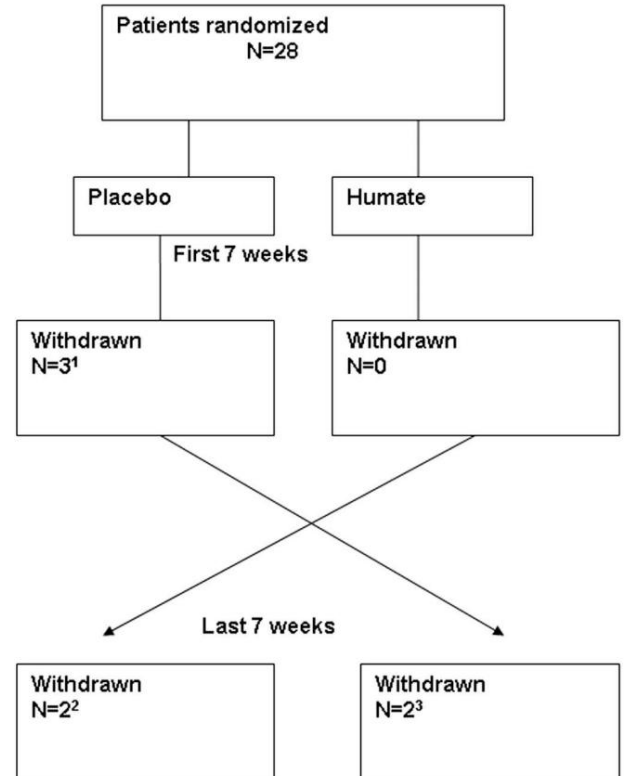 Patients randomized
N=28
Placebo
Humate
First 7 weeks
Withdrawn
N=3¹
Withdrawn
N=0
Last 7 weeks
Withdrawn
N=2²
Withdrawn
N=2³